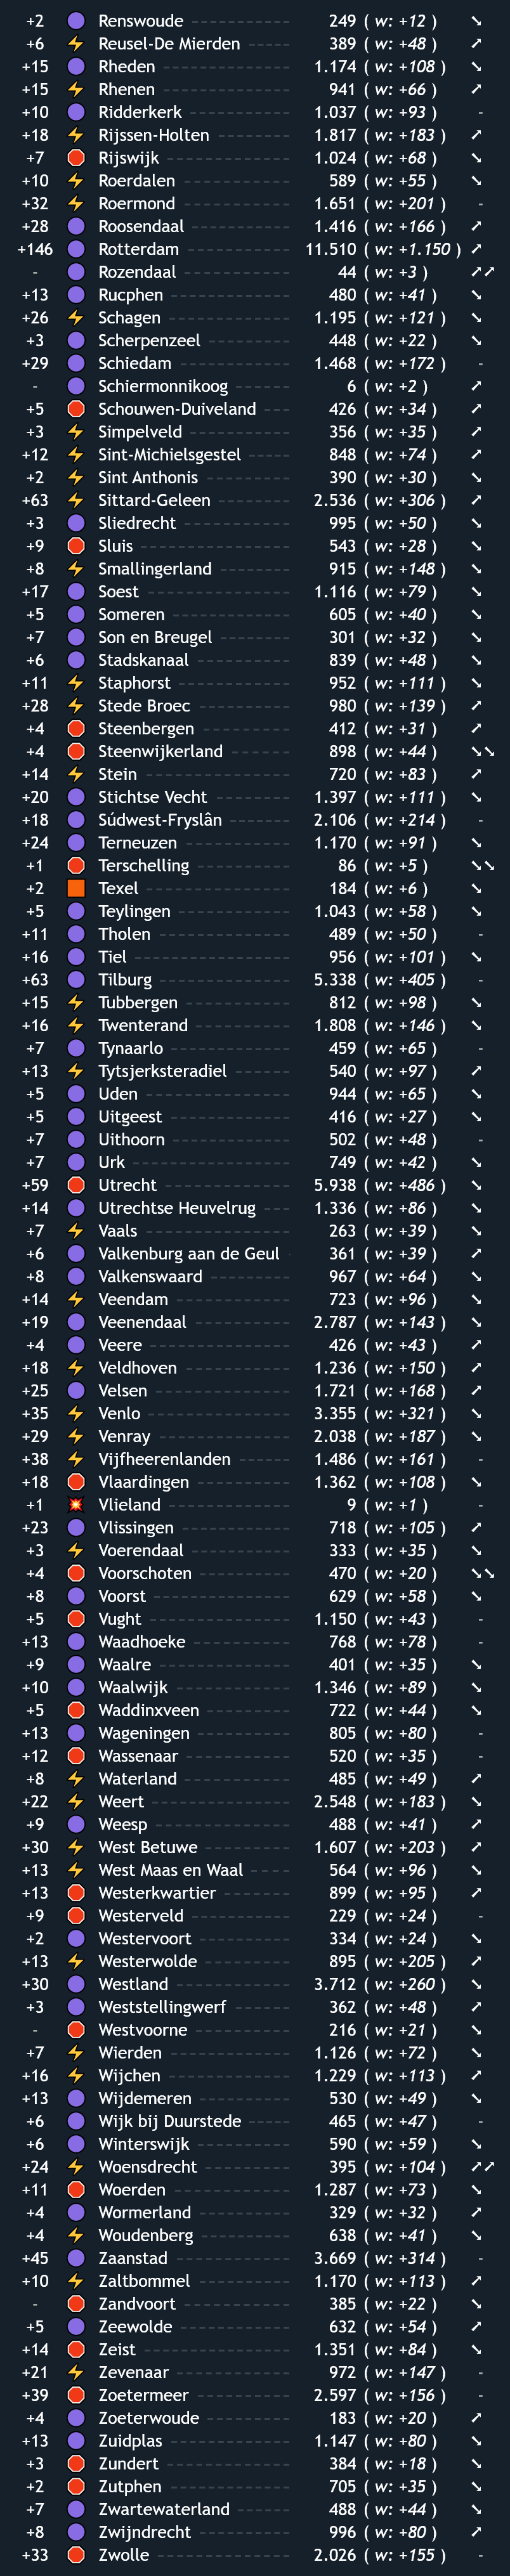 +2 Renswoude 249 ( w: +12 )
+6 Reusel-De Mierden 389 ( w: +48 )
+15 Rheden 1.174 ( w: +108 )
+15 Rhenen 941 ( w: +66 )
+10 Ridderkerk 1.037 ( w: +93 )
+18 Rijssen-Holten 1.817 ( w: +183 )
+7 Rijswijk 1.024 ( w: +68 )
+10 Roerdalen 589 ( w: +55 )
+32 Roermond 1.651 ( w: +201 ) -
+28 Roosendaal 1.416 ( w: +166 )
+146 Rotterdam 11.510 ( w: +1.150 )
- Rozendaal 44 ( w: +3 )
+13 Rucphen 480 ( w: +41 )
+26 Schagen 1.195 ( w: +121 )
+3 Scherpenzeel 448 ( w: +22 )
+29 Schiedam 1.468 ( w: +172 ) -
- Schiermonnikoog 6 ( w: +2 )
+5 Schouwen-Duiveland 426 ( w: +34 )
+3 Simpelveld 356 ( w: +35 )
+12 Sint-Michielsgestel 848 ( w: +74 )
+2 Sint Anthonis 390 ( w: +30 )
+63 Sittard-Geleen 2.536 ( w: +306 )
+3 Sliedrecht 995 ( w: +50 )
+9 Sluis 543 ( w: +28 )
+8 Smallingerland 915 ( w: +148 )
+17 Soest 1.116 ( w: +79 )
+5 Someren 605 ( w: +40 )
+7 Son en Breugel 301 ( w: +32 )
+6 Stadskanaal 839 ( w: +48 )
+11 Staphorst 952 ( w: +111 )
+28 Stede Broec 980 ( w: +139 )
+4 Steenbergen 412 ( w: +31 )
+4 Steenwijkerland 898 ( w: +44 )
+14 Stein 720 ( w: +83 )
+20 Stichtse Vecht 1.397 ( w: +111 )
+18 Súdwest-Fryslân 2.106 ( w: +214 ) -
+24 Terneuzen 1.170 ( w: +91 )
+1 Terschelling 86 ( w: +5 )
+2 Texel 184 ( w: +6 )
+5 Teylingen 1.043 ( w: +58 )
+11 Tholen 489 ( w: +50 ) -
+16 Tiel 956 ( w: +101 )
+63 Tilburg 5.338 ( w: +405 ) -
+15 Tubbergen 812 ( w: +98 )
+16 Twenterand 1.808 ( w: +146 )
+7 Tynaarlo 459 ( w: +65 ) -
+13 Tytsjerksteradiel 540 ( w: +97 )
+5 Uden 944 ( w: +65 )
+5 Uitgeest 416 ( w: +27 )
+7 Uithoorn 502 ( w: +48 ) -
+7 Urk 749 ( w: +42 )
+59 Utrecht 5.938 ( w: +486 )
+14 Utrechtse Heuvelrug 1.336 ( w: +86 )
+7 Vaals 263 ( w: +39 )
+6 Valkenburg aan de Geul 361 ( w: +39 )
+8 Valkenswaard 967 ( w: +64 )
+14 Veendam 723 ( w: +96 )
+19 Veenendaal 2.787 ( w: +143 )
+4 Veere 426 ( w: +43 )
+18 Veldhoven 1.236 ( w: +150 )
+25 Velsen 1.721 ( w: +168 )
+35 Venlo 3.355 ( w: +321 )
+29 Venray 2.038 ( w: +187 )
+38 Vijfheerenlanden 1.486 ( w: +161 ) -
+18 Vlaardingen 1.362 ( w: +108 )
+1 Vlieland 9 ( w: +1 ) -
+23 Vlissingen 718 ( w: +105 )
+3 Voerendaal 333 ( w: +35 )
+4 Voorschoten 470 ( w: +20 )
+8 Voorst 629 ( w: +58 )
+5 Vught 1.150 ( w: +43 ) -
+13 Waadhoeke 768 ( w: +78 ) -
+9 Waalre 401 ( w: +35 )
+10 Waalwijk 1.346 ( w: +89 )
+5 Waddinxveen 722 ( w: +44 )
+13 Wageningen 805 ( w: +80 ) -
+12 Wassenaar 520 ( w: +35 ) -
+8 Waterland 485 ( w: +49 )
+22 Weert 2.548 ( w: +183 )
+9 Weesp 488 ( w: +41 )
+30 West Betuwe 1.607 ( w: +203 )
+13 West Maas en Waal 564 ( w: +96 )
+13 Westerkwartier 899 ( w: +95 )
+9 Westerveld 229 ( w: +24 ) -
+2 Westervoort 334 ( w: +24 )
+13 Westerwolde 895 ( w: +205 )
+30 Westland 3.712 ( w: +260 )
+3 Weststellingwerf 362 ( w: +48 )
- Westvoorne 216 ( w: +21 )
+7 Wierden 1.126 ( w: +72 )
+16 Wijchen 1.229 ( w: +113 )
+13 Wijdemeren 530 ( w: +49 )
+6 Wijk bij Duurstede 465 ( w: +47 ) -
+6 Winterswijk 590 ( w: +59 )
+24 Woensdrecht 395 ( w: +104 )
+11 Woerden 1.287 ( w: +73 )
+4 Wormerland 329 ( w: +32 )
+4 Woudenberg 638 ( w: +41 )
+45 Zaanstad 3.669 ( w: +314 ) -
+10 Zaltbommel 1.170 ( w: +113 )
- Zandvoort 385 ( w: +22 )
+5 Zeewolde 632 ( w: +54 )
+14 Zeist 1.351 ( w: +84 )
+21 Zevenaar 972 ( w: +147 ) -
+39 Zoetermeer 2.597 ( w: +156 ) -
+4 Zoeterwoude 183 ( w: +20 )
+13 Zuidplas 1.147 ( w: +80 )
+3 Zundert 384 ( w: +18 )
+2 Zutphen 705 ( w: +35 )
+7 Zwartewaterland 488 ( w: +44 )
+8 Zwijndrecht 996 ( w: +80 )
+33 Zwolle 2.026 ( w: +155 ) -